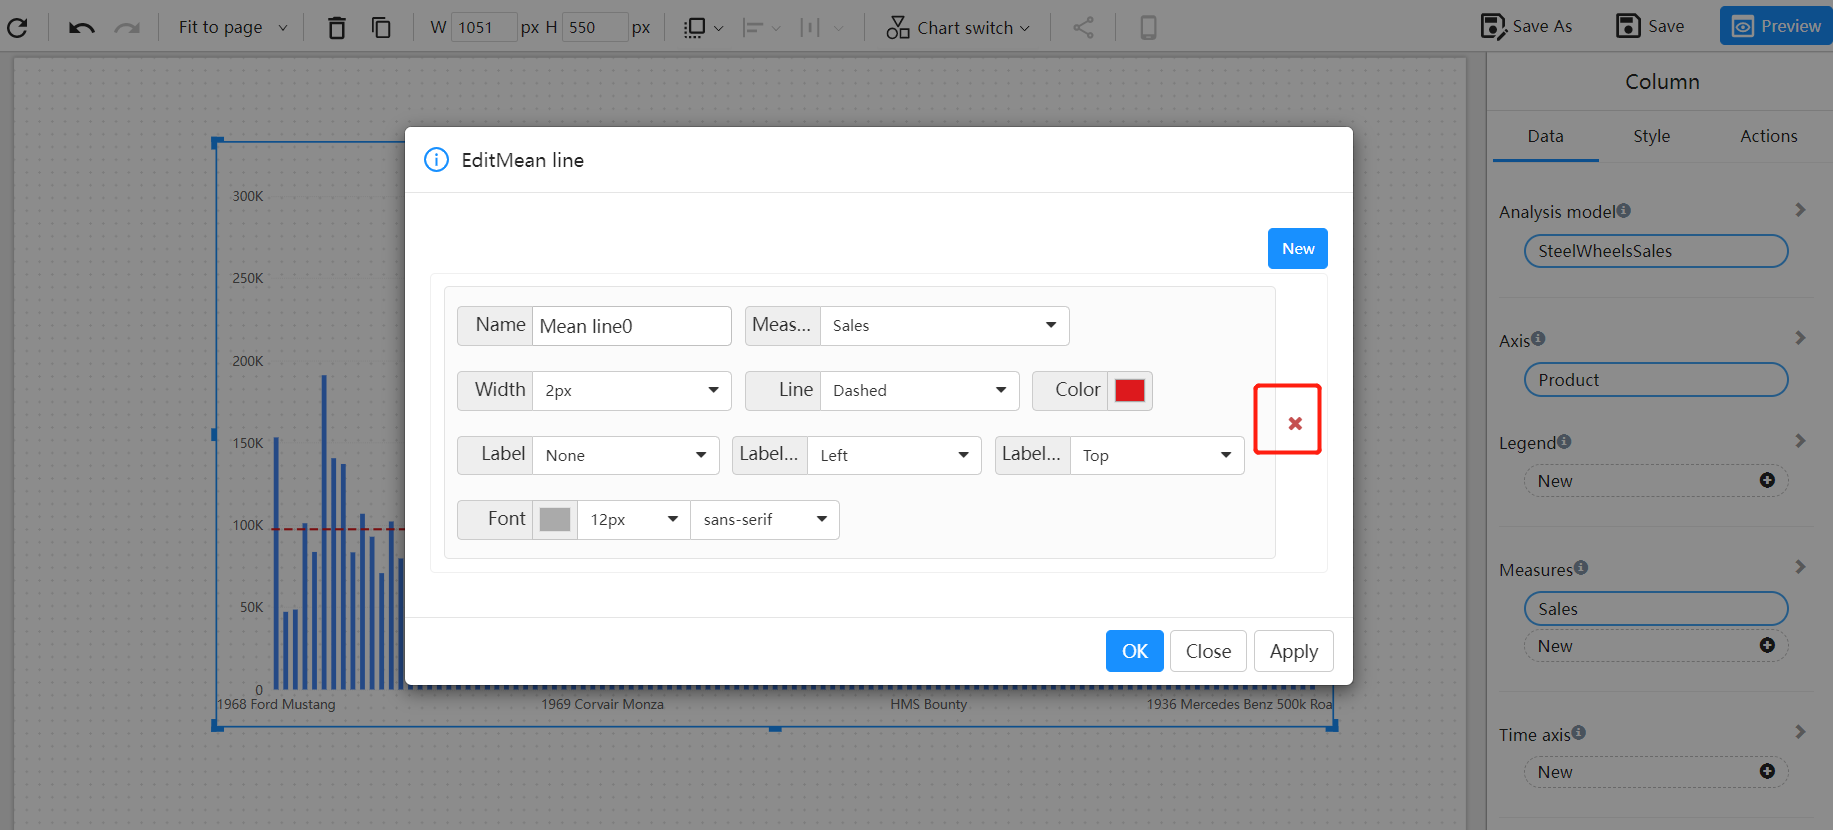 Fit to page W 1051 px H 550 px Chart switch Save As Save Preview
Column
Data Style Actions
Analysis model
SteelWheelsSales
Axis
Product
Legend
New
Measures
Sales
New
Time axis
New
300K
250K
200K
150K
100K
50K
0
1968 Ford Mustang 1969 Corvair Monza HMS Bounty 1936 Mercedes Benz 500k Roa
EditMean line
New
Name Mean line0 Meas... Sales
Width 2px Line Dashed Color
Label None Label... Left Label... Top
Font 12px sans-serif
OK Close Apply